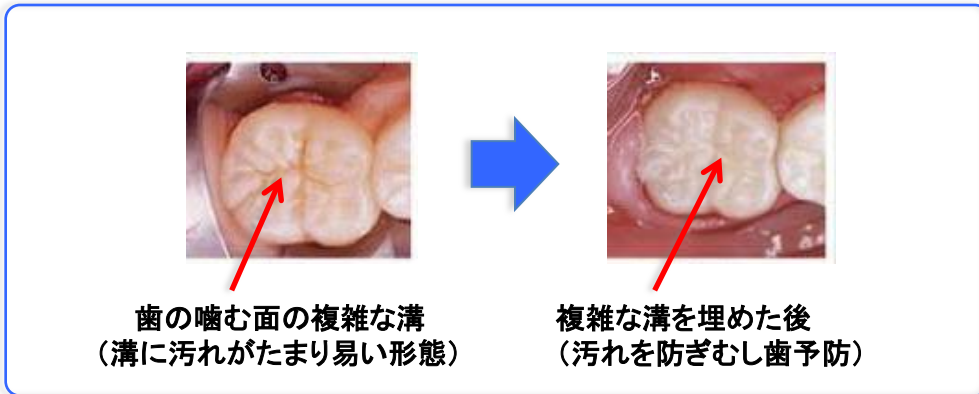 歯の噛む面の複雑な溝
（溝に汚れがたまり易い形態）
複雑な溝を埋めた後
（汚れを防ぎむし歯予防）